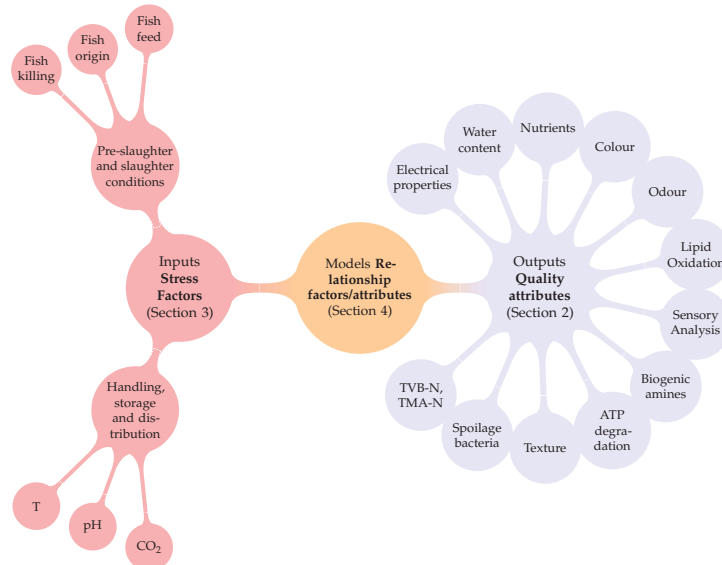 Fish
feed
Fish
origin
Fish
killing
Pre-slaughter
and slaughter
conditions
Inputs
Stress
Factors
(Section 3)
Handling,
storage
and dis-
tribution
T
pH
CO₂
Models Re-
lationship
factors/attributes
(Section 4)
Outputs
Quality
attributes
(Section 2)
Electrical
properties
Water
content
Nutrients
Colour
Odour
Lipid
Oxidation
Sensory
Analysis
Biogenic
amines
ATP
degra-
dation
Texture
Spoilage
bacteria
TVB-N,
TMA-N